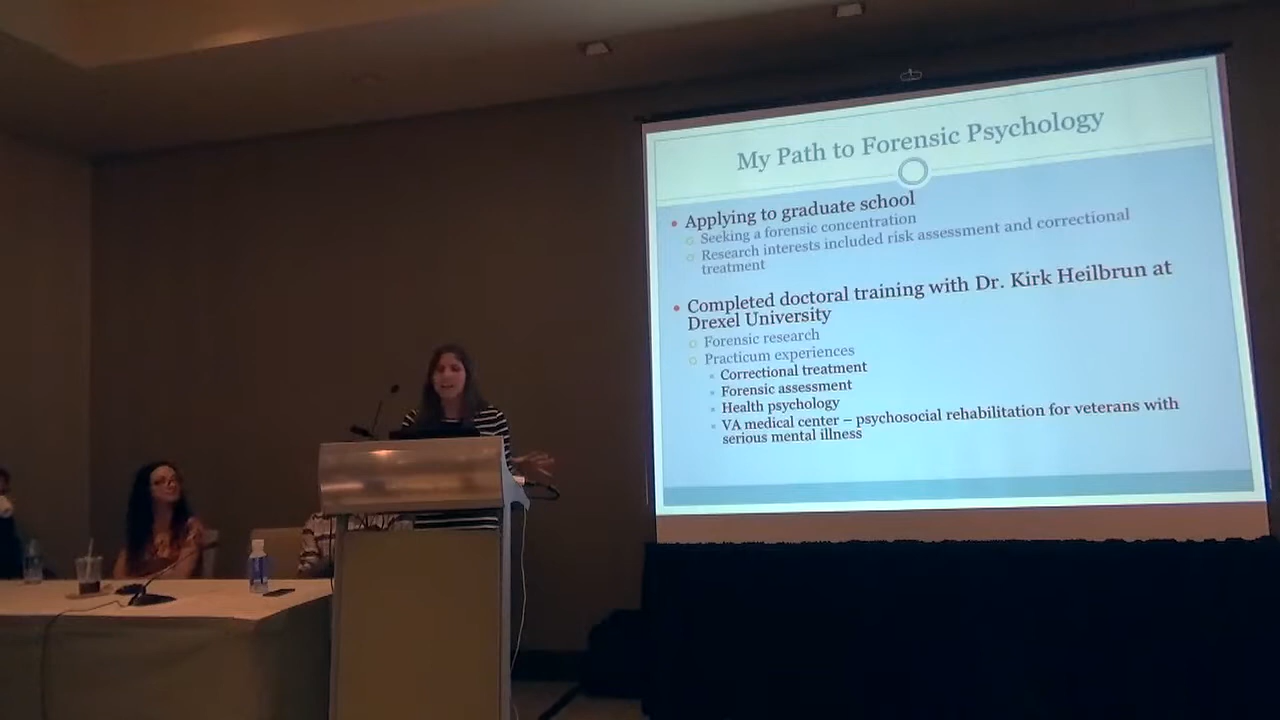 My Path to Forensic Psychology
Applying to graduate school
Seeking a forensic concentration
Research interests included risk assessment and correctional
treatment
Completed doctoral training with Dr. Kirk Heilbrun at
Drexel University
Forensic research
Practicum experiences
Correctional treatment
Forensic assessment
Health psychology
VA medical center – psychosocial rehabilitation for veterans with
serious mental illness